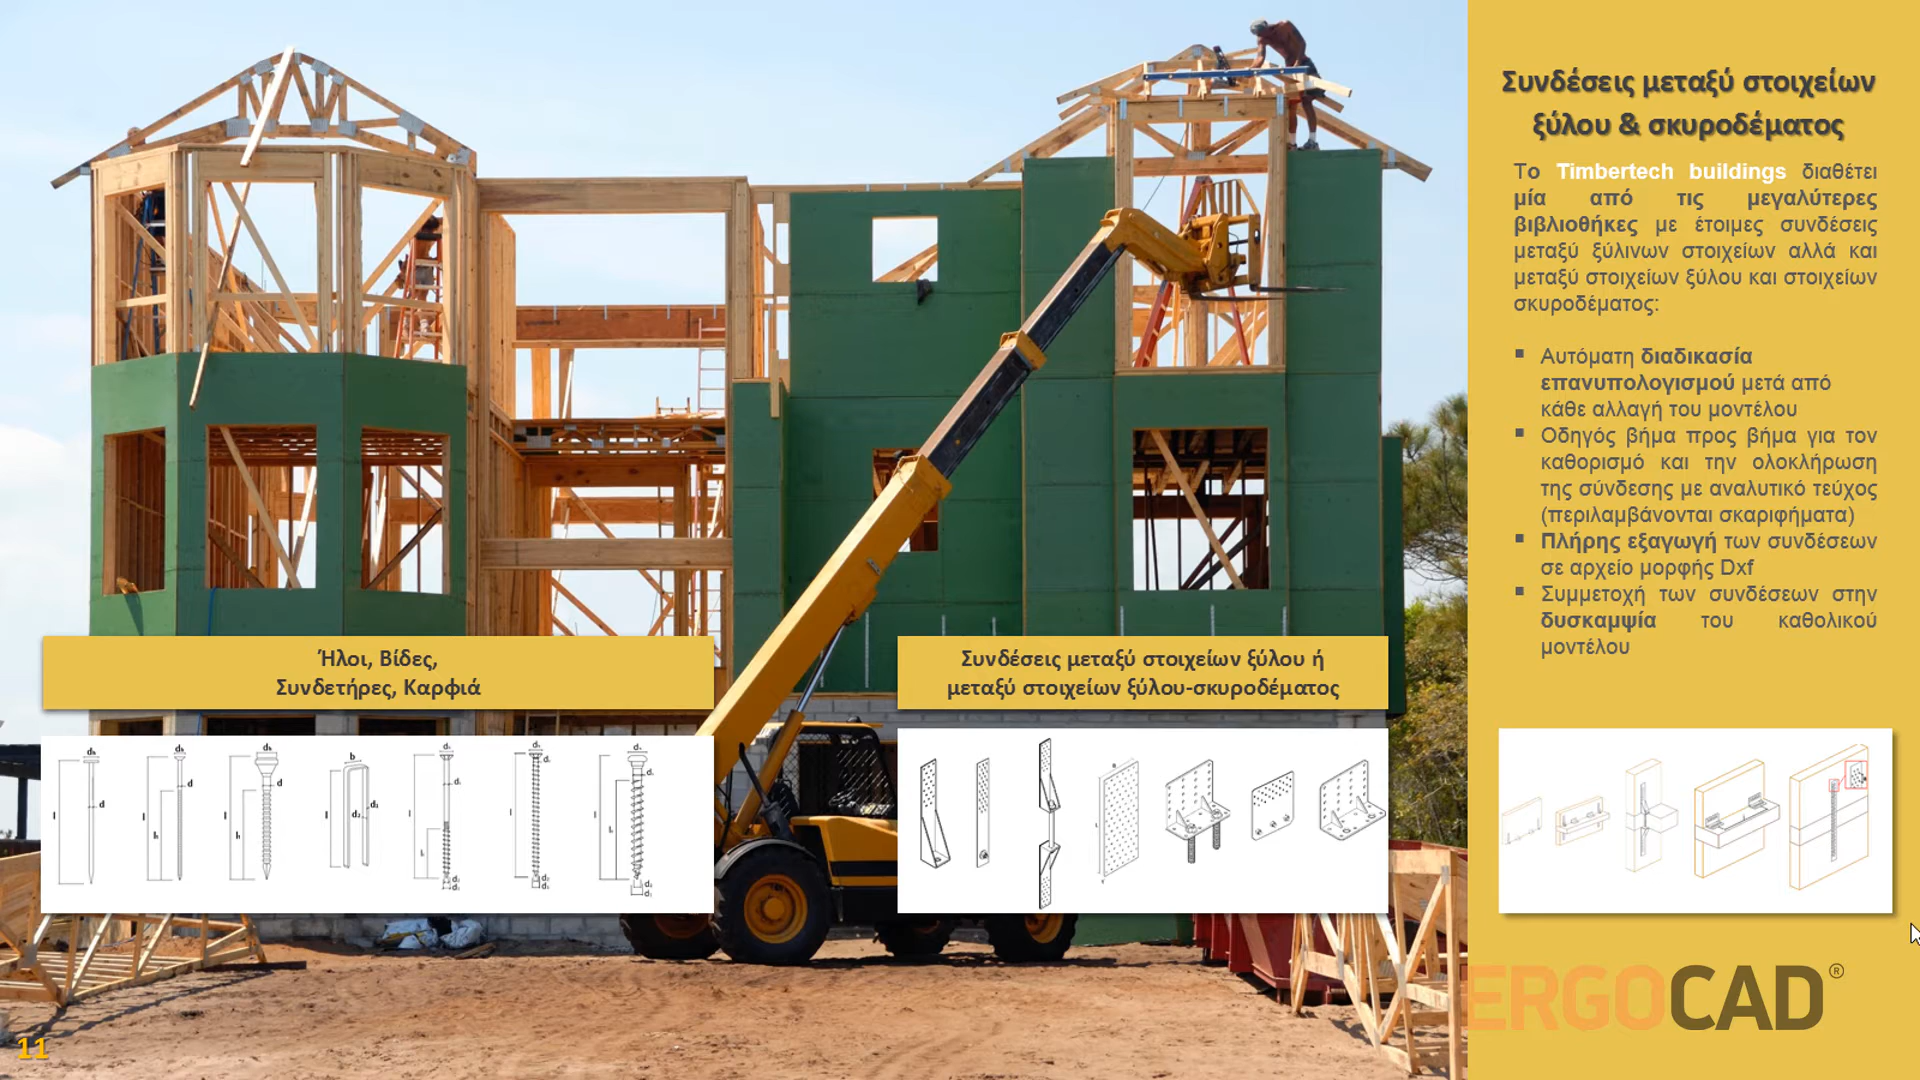 Συνδέσεις μεταξύ στοιχείων
ξύλου & σκυροδέματος
Το Timbertech buildings διαθέτει
μία από τις μεγαλύτερες
βιβλιοθήκες με έτοιμες συνδέσεις
μεταξύ ξύλινων στοιχείων αλλά και
μεταξύ στοιχείων ξύλου και στοιχείων
σκυροδέματος:
▪ Αυτόματη διαδικασία
επανυπολογισμού μετά από
κάθε αλλαγή του μοντέλου
▪ Οδηγός βήμα προς βήμα για τον
καθορισμό και την ολοκλήρωση
της σύνδεσης με αναλυτικό τεύχος
(περιλαμβάνονται σκαριφήματα)
▪ Πλήρης εξαγωγή των συνδέσεων
σε αρχείο μορφής Dxf
▪ Συμμετοχή των συνδέσεων στην
δυσκαμψία του καθολικού
μοντέλου
Ήλοι, Βίδες,
Συνδετήρες, Καρφιά
Συνδέσεις μεταξύ στοιχείων ξύλου ή
μεταξύ στοιχείων ξύλου-σκυροδέματος
ERGOCAD®
11